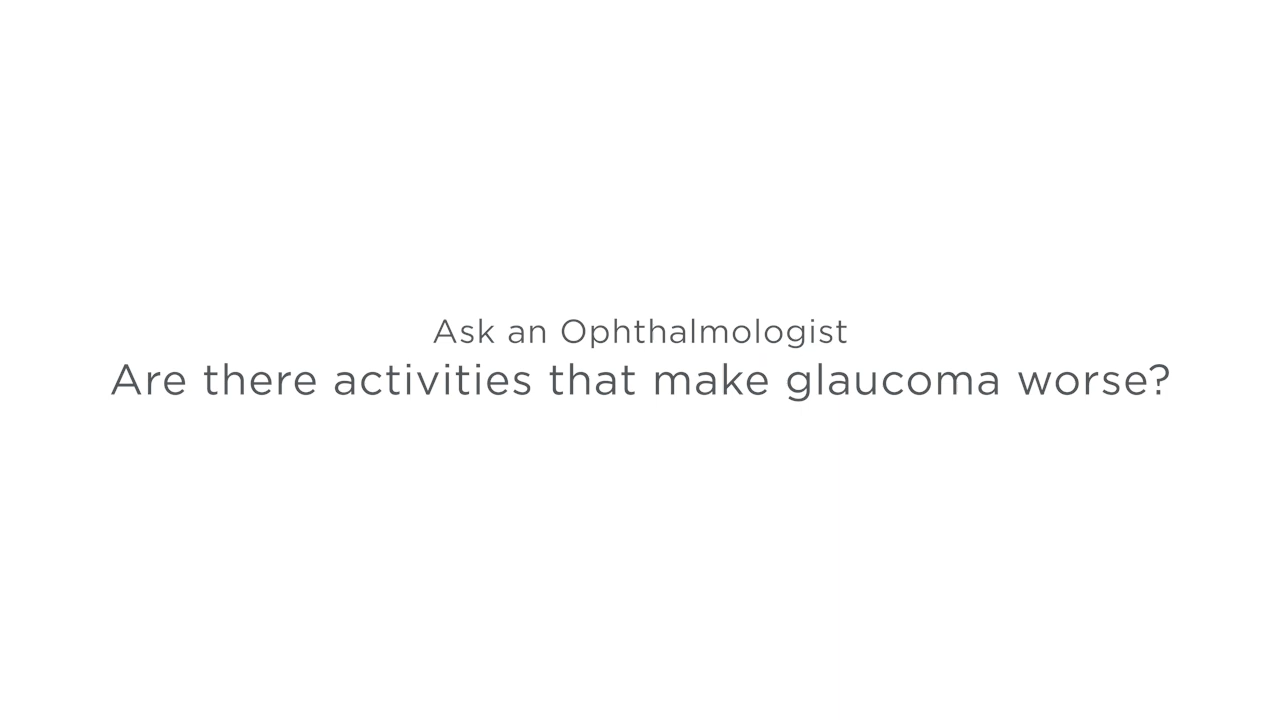 Ask an Ophthalmologist
Are there activities that make glaucoma worse?